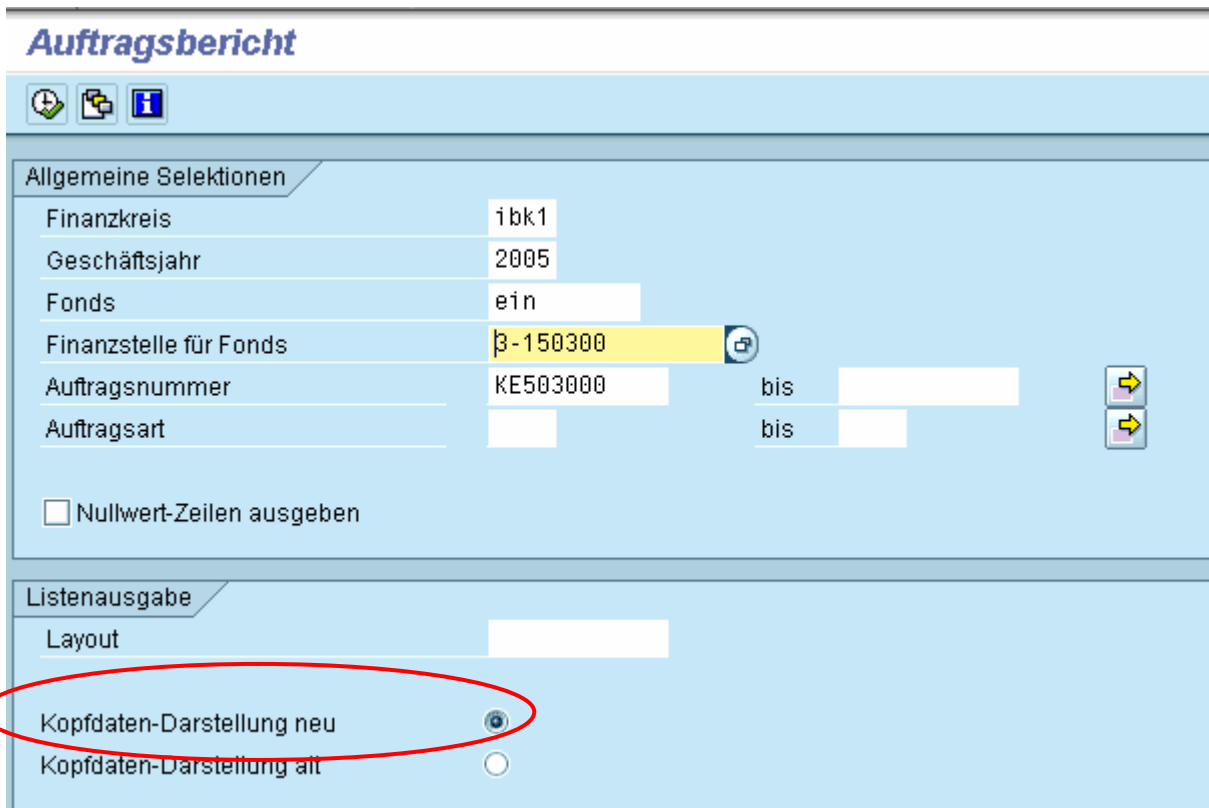 Auftragsbericht
Allgemeine Selektionen
Finanzkreis ibk1
Geschäftsjahr 2005
Fonds ein
Finanzstelle für Fonds 3-150300
Auftragsnummer KE503000 bis
Auftragsart bis
Nullwert-Zeilen ausgeben
Listenausgabe
Layout
Kopfdaten-Darstellung neu
Kopfdaten-Darstellung alt